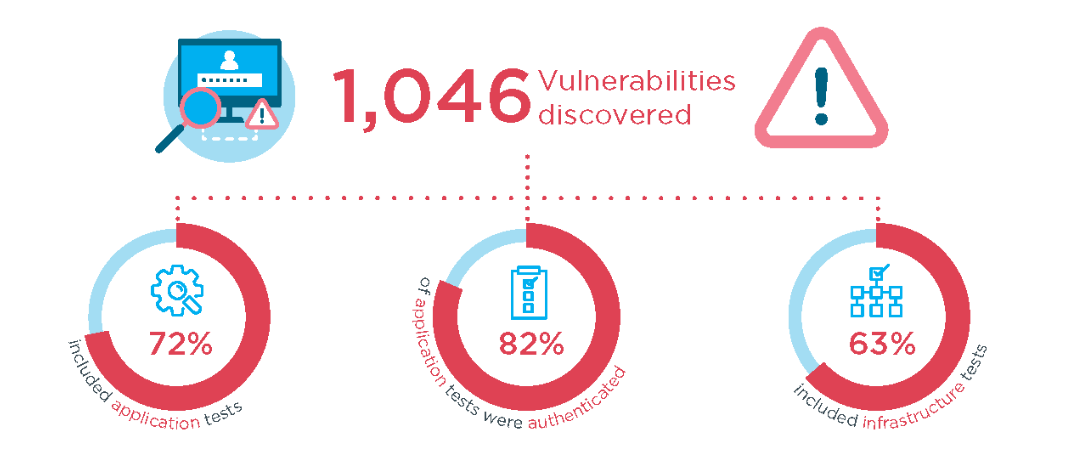 1,046
Vulnerabilities
discovered
72%
included application tests
82%
of application tests were authenticated
63%
included infrastructure tests